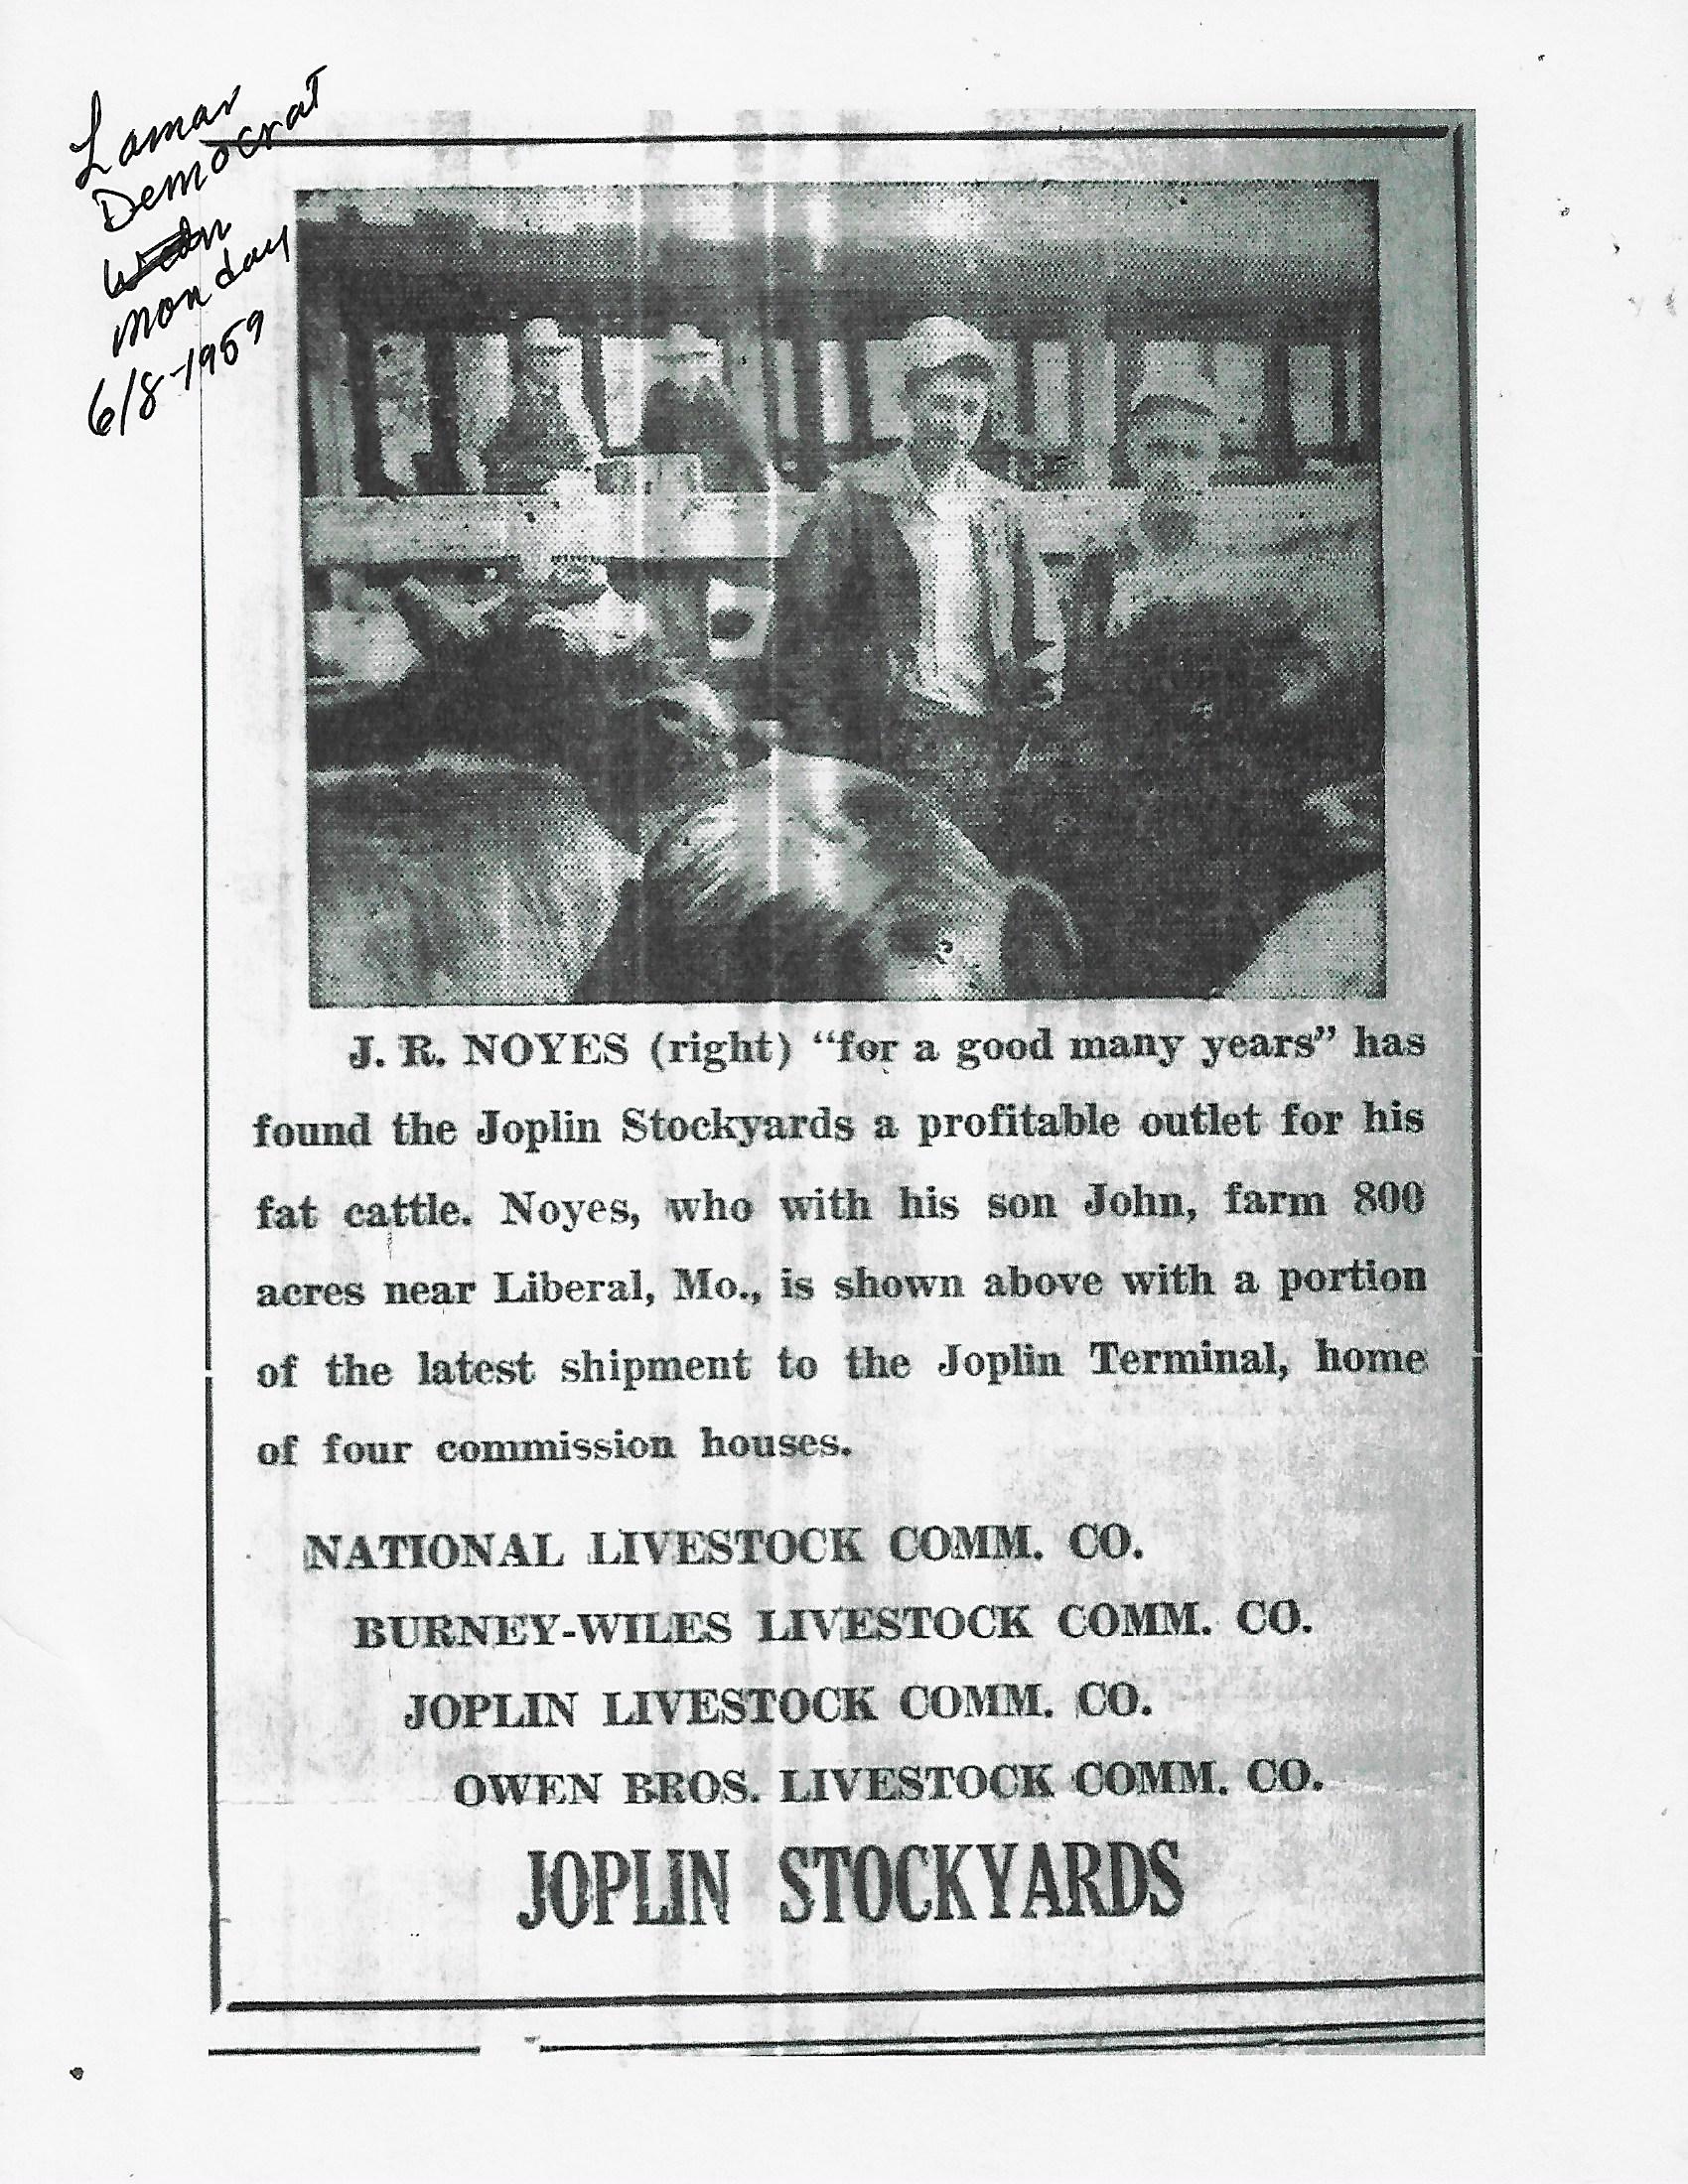 Lamar
Democrat
Monday
6/8-1959
J. R. NOYES (right) “for a good many years” has
found the Joplin Stockyards a profitable outlet for his
fat cattle. Noyes, who with his son John, farm 800
acres near Liberal, Mo., is shown above with a portion
of the latest shipment to the Joplin Terminal, home
of four commission houses.
NATIONAL LIVESTOCK COMM. CO.
BURNEY-WILES LIVESTOCK COMM. CO.
JOPLIN LIVESTOCK COMM. CO.
OWEN BROS. LIVESTOCK COMM. CO.
JOPLIN STOCKYARDS